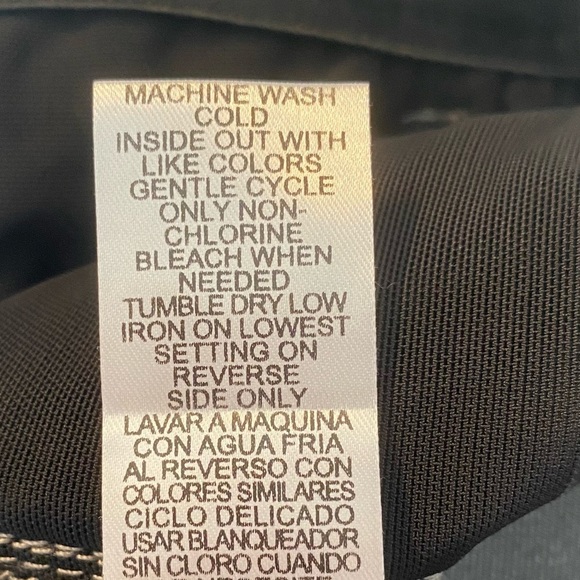 MACHINE WASH
COLD
INSIDE OUT WITH
LIKE COLORS
GENTLE CYCLE
ONLY NON-
CHLORINE
BLEACH WHEN
NEEDED
TUMBLE DRY LOW
IRON ON LOWEST
SETTING ON
REVERSE
SIDE ONLY
LAVAR A MAQUINA
CON AGUA FRIA
AL REVERSO CON
COLORES SIMILARES
CICLO DELICADO
USAR BLANQUEADOR
SIN CLORO CUANDO